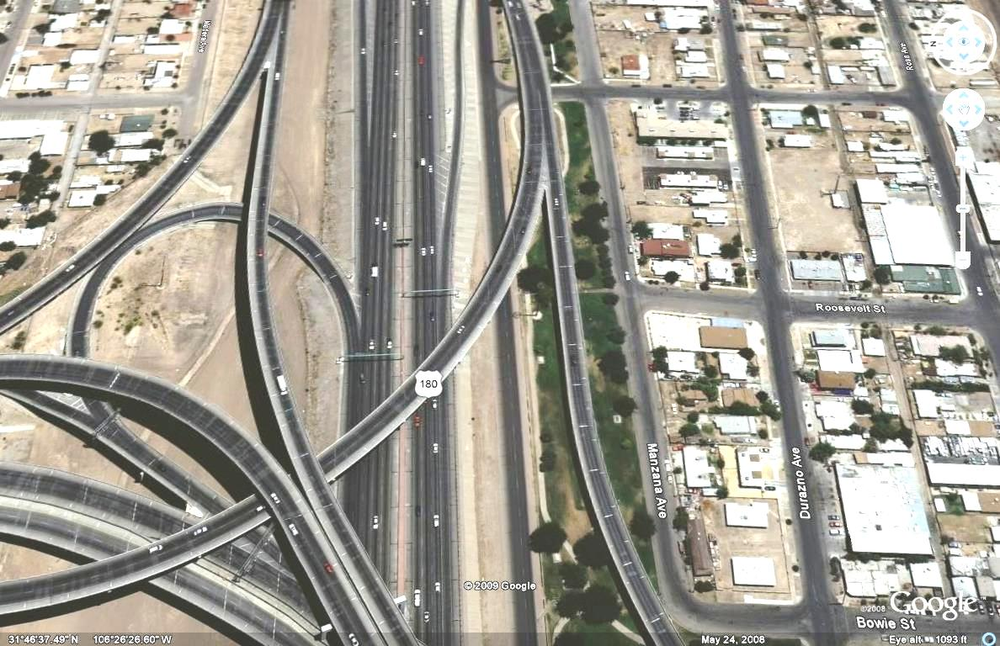 Ross Ave
N
Roosevelt St
180
Manzana Ave
Durazno Ave
© 2009 Google
©2008 Google™
Bowie St
31°46'37.49" N 106°26'26.60" W
May 24, 2008
Eye alt 1093 ft